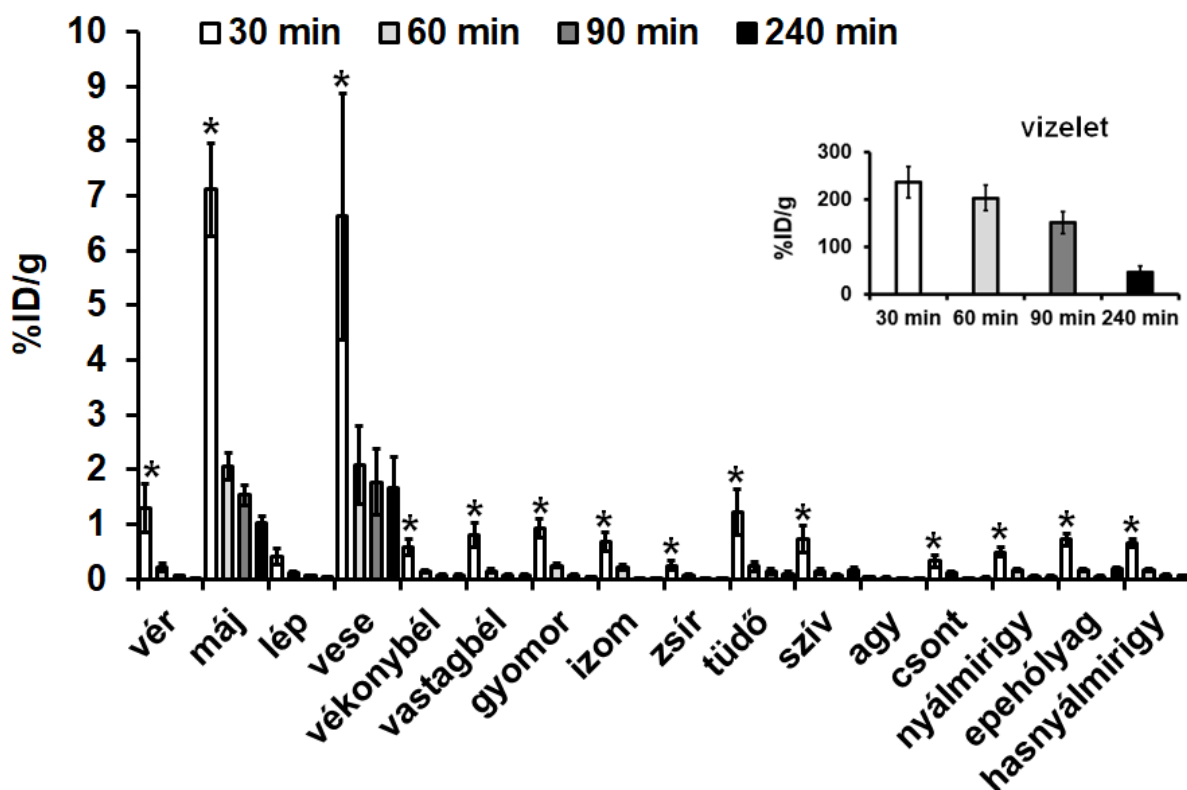 30 min 60 min 90 min 240 min
%ID/g
10
9
8
7
6
5
4
3
2
1
0
* * * * * * * * * * * * * *
vér máj lép vese vékonybél vastagbél gyomor izom zsír tüdő szív agy csont nyálmirigy epehólyag hasnyálmirigy
vizelet
%ID/g
300
200
100
0
30 min 60 min 90 min 240 min